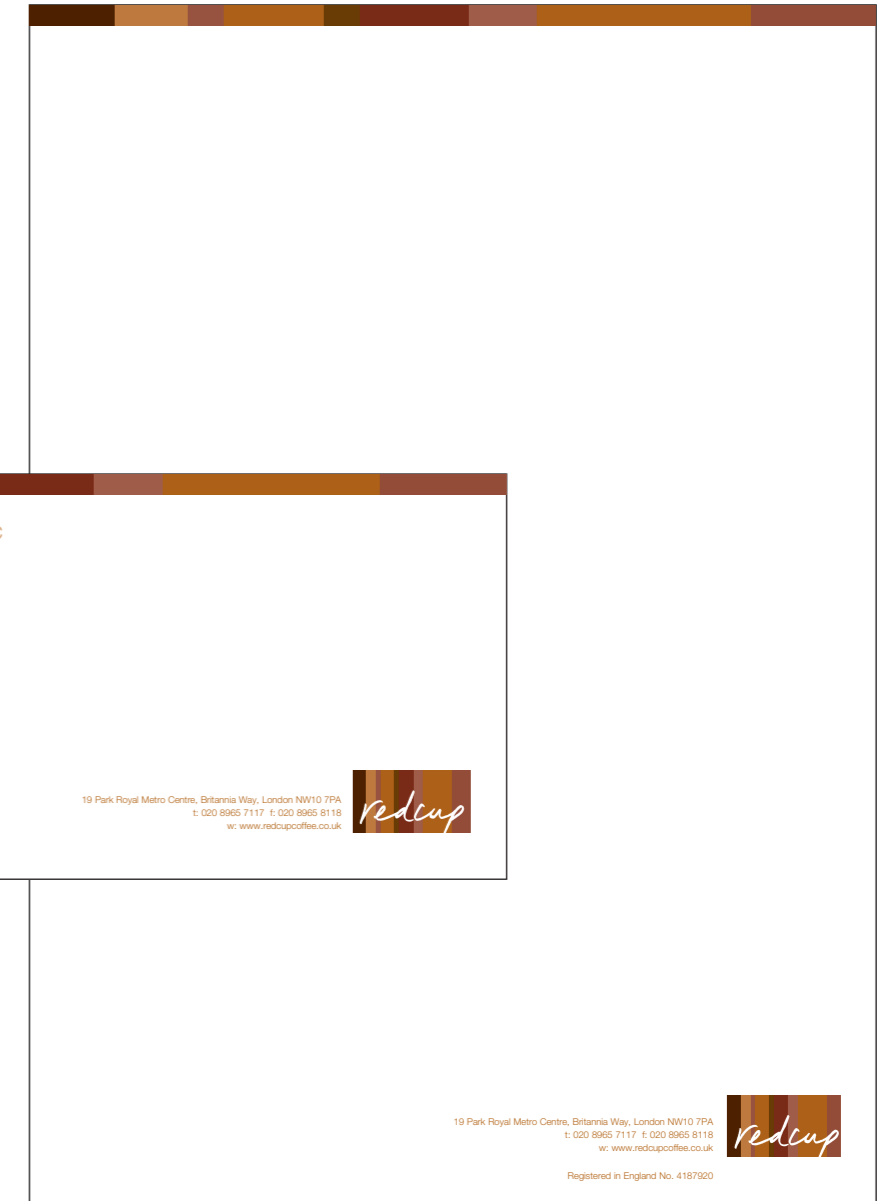 19 Park Royal Metro Centre, Britannia Way, London NW10 7PA
t: 020 8965 7117 f: 020 8965 8118
w: www.redcupcoffee.co.uk
redcup
19 Park Royal Metro Centre, Britannia Way, London NW10 7PA
t: 020 8965 7117 f: 020 8965 8118
w: www.redcupcoffee.co.uk
redcup
Registered in England No. 4187920